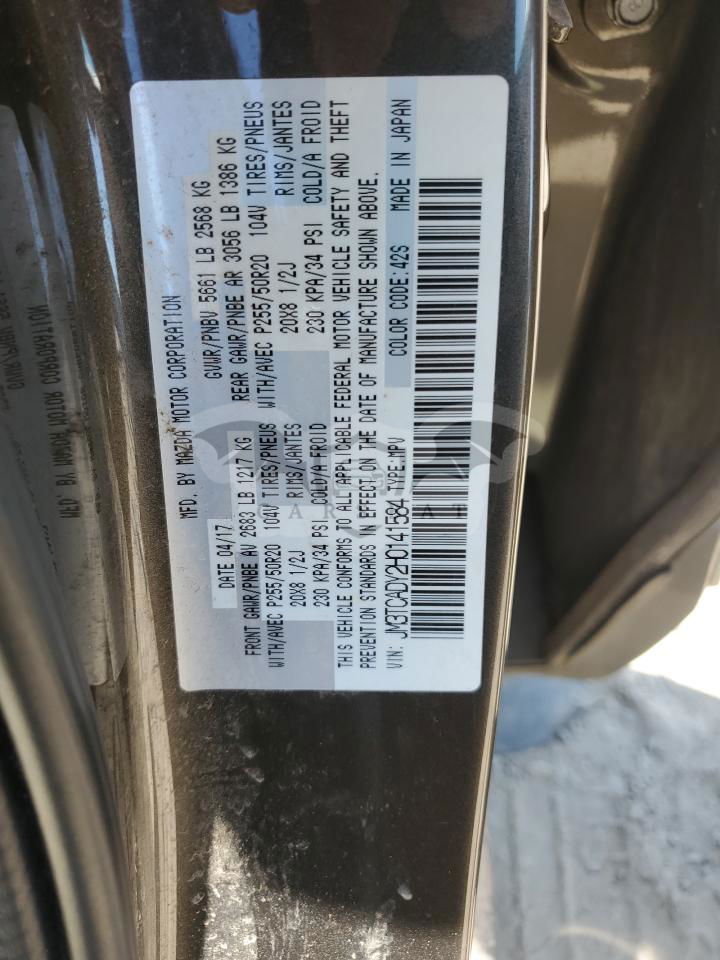 MFD. BY MAZDA MOTOR CORPORATION
DATE 04/17 GVWR/PNBV 5661 LB 2568 KG
FRONT GAWR/PNBE AV 2683 LB 1217 KG REAR GAWR/PNBE AR 3056 LB 1386 KG
WITH/AVEC P255/50R20 104V TIRES/PNEUS WITH/AVEC P255/50R20 104V TIRES/PNEUS
20X8 1/2J RIMS/JANTES 20X8 1/2J RIMS/JANTES
230 KPA/34 PSI COLD/A FROID 230 KPA/34 PSI COLD/A FROID
THIS VEHICLE CONFORMS TO ALL APPLICABLE FEDERAL MOTOR VEHICLE SAFETY AND THEFT
PREVENTION STANDARDS IN EFFECT ON THE DATE OF MANUFACTURE SHOWN ABOVE.
VIN: JM3TCADY2H0141584 TYPE:MPV COLOR CODE:42S MADE IN JAPAN